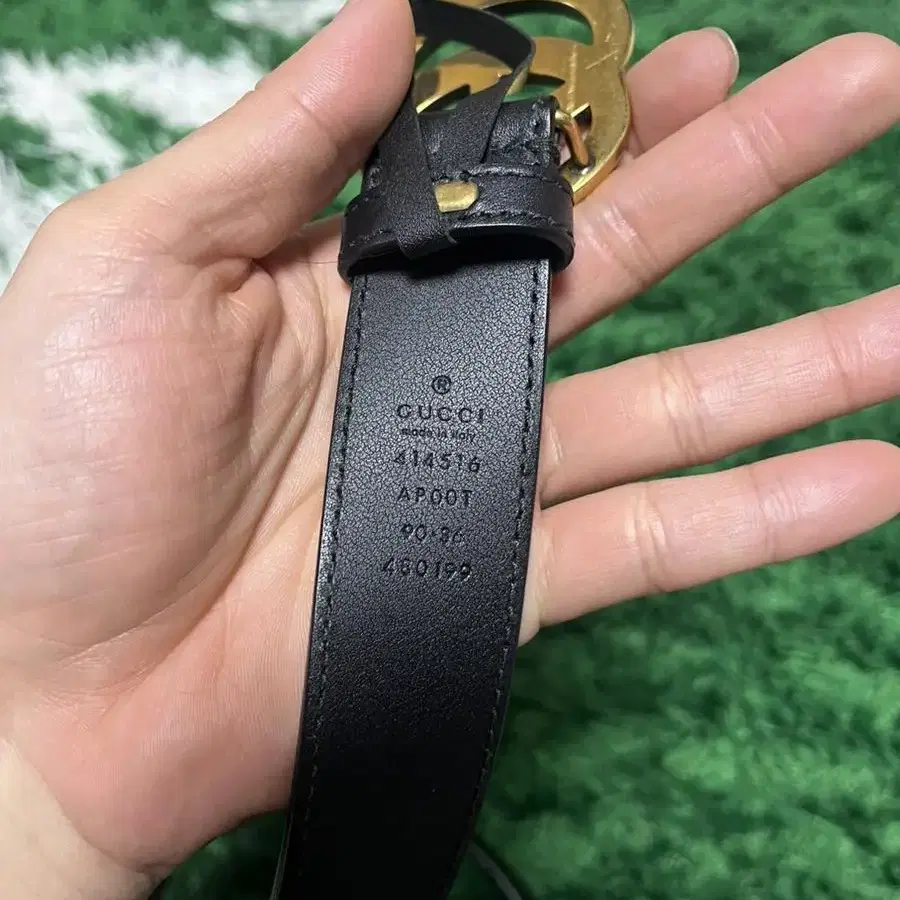 ®
GUCCI
made in italy
414516
AP00T
90·36
480199